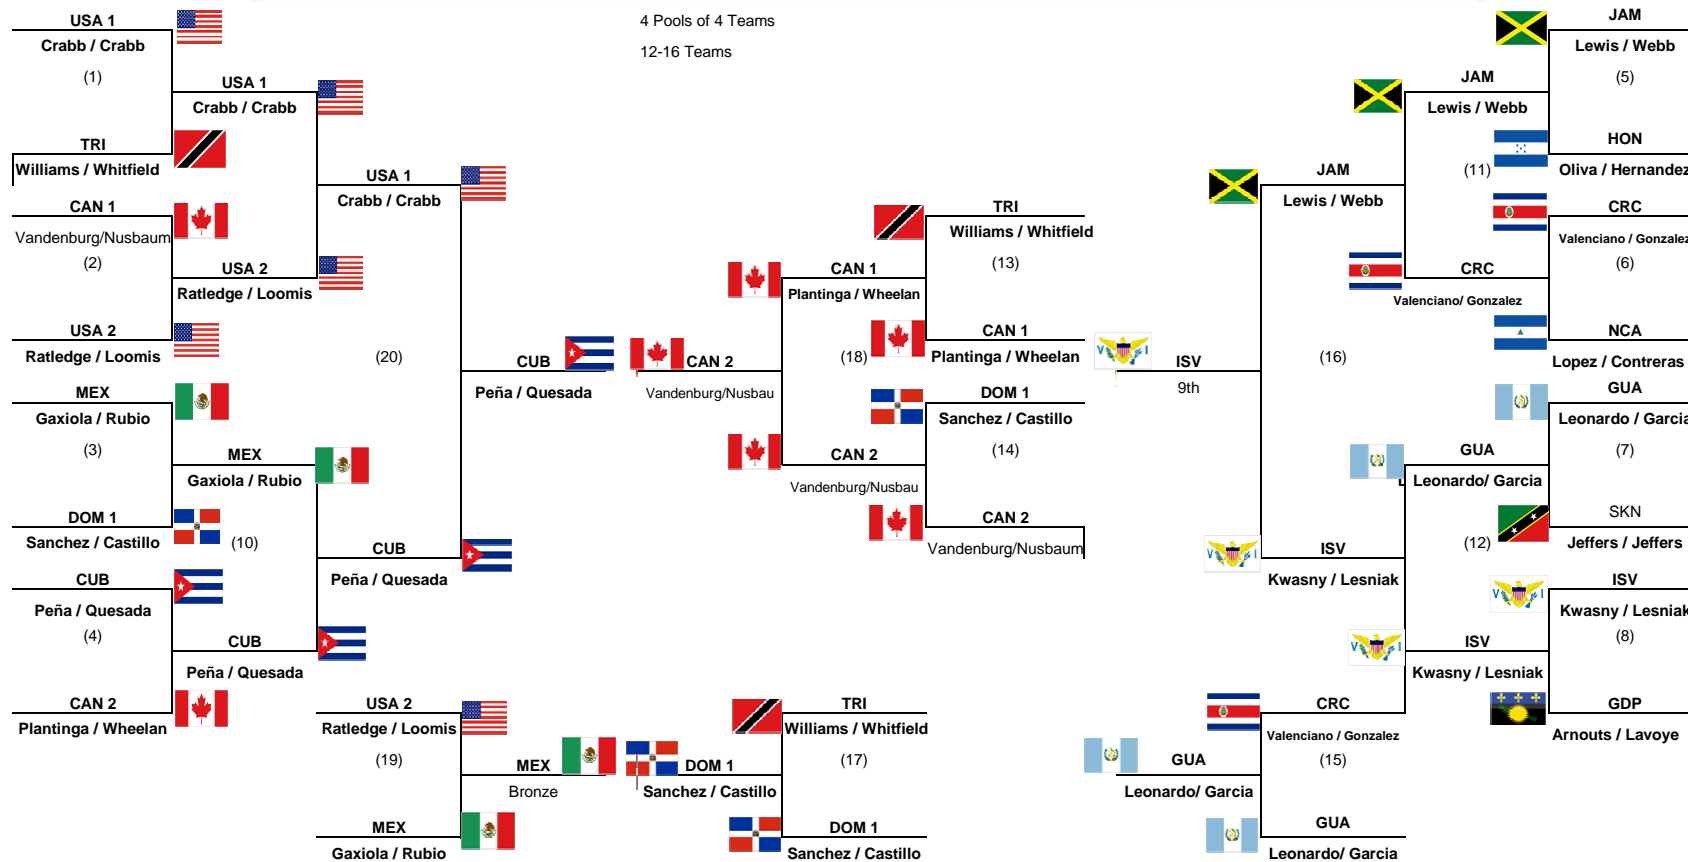 4 Pools of 4 Teams
12-16 Teams
USA 1
Crabb / Crabb
(1)
TRI
Williams / Whitfield
CAN 1
Vandenburg/Nusbaum
(2)
USA 2
Ratledge / Loomis
MEX
Gaxiola / Rubio
(3)
DOM 1
Sanchez / Castillo
CUB
Peña / Quesada
(4)
CAN 2
Plantinga / Wheelan
USA 1
Crabb / Crabb
USA 2
Ratledge / Loomis
MEX
Gaxiola / Rubio
(10)
CUB
Peña / Quesada
USA 1
Crabb / Crabb
(20)
CUB
Peña / Quesada
CUB
Peña / Quesada
USA 2
Ratledge / Loomis
(19)
MEX
Gaxiola / Rubio
MEX
Bronze
CAN 2
Vandenburg/Nusbau
CAN 1
Plantinga / Wheelan
(18)
CAN 2
Vandenburg/Nusbau
TRI
Williams / Whitfield
(13)
CAN 1
Plantinga / Wheelan
DOM 1
Sanchez / Castillo
(14)
CAN 2
Vandenburg/Nusbaum
DOM 1
Sanchez / Castillo
TRI
Williams / Whitfield
(17)
DOM 1
Sanchez / Castillo
V I
ISV
9th
JAM
Lewis / Webb
(16)
V I
ISV
Kwasny / Lesniak
GUA
Leonardo/ Garcia
CRC
Valenciano / Gonzalez
(15)
GUA
Leonardo/ Garcia
JAM
Lewis / Webb
(11)
CRC
Valenciano/ Gonzalez
GUA
Leonardo/ Garcia
(12)
V I
ISV
Kwasny / Lesniak
JAM
Lewis / Webb
(5)
HON
Oliva / Hernandez
CRC
Valenciano / Gonzalez
(6)
NCA
Lopez / Contreras
GUA
Leonardo / Garcia
(7)
SKN
Jeffers / Jeffers
V I
ISV
Kwasny / Lesniak
(8)
GDP
Arnouts / Lavoye